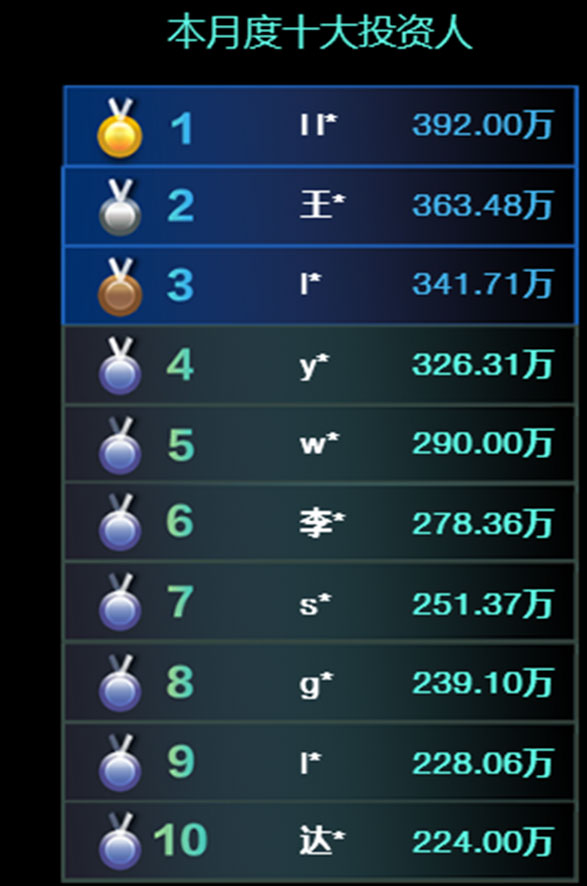 本月度十大投资人
1 l l* 392.00万
2 王* 363.48万
3 l* 341.71万
4 y* 326.31万
5 w* 290.00万
6 李* 278.36万
7 s* 251.37万
8 g* 239.10万
9 l* 228.06万
10 达* 224.00万